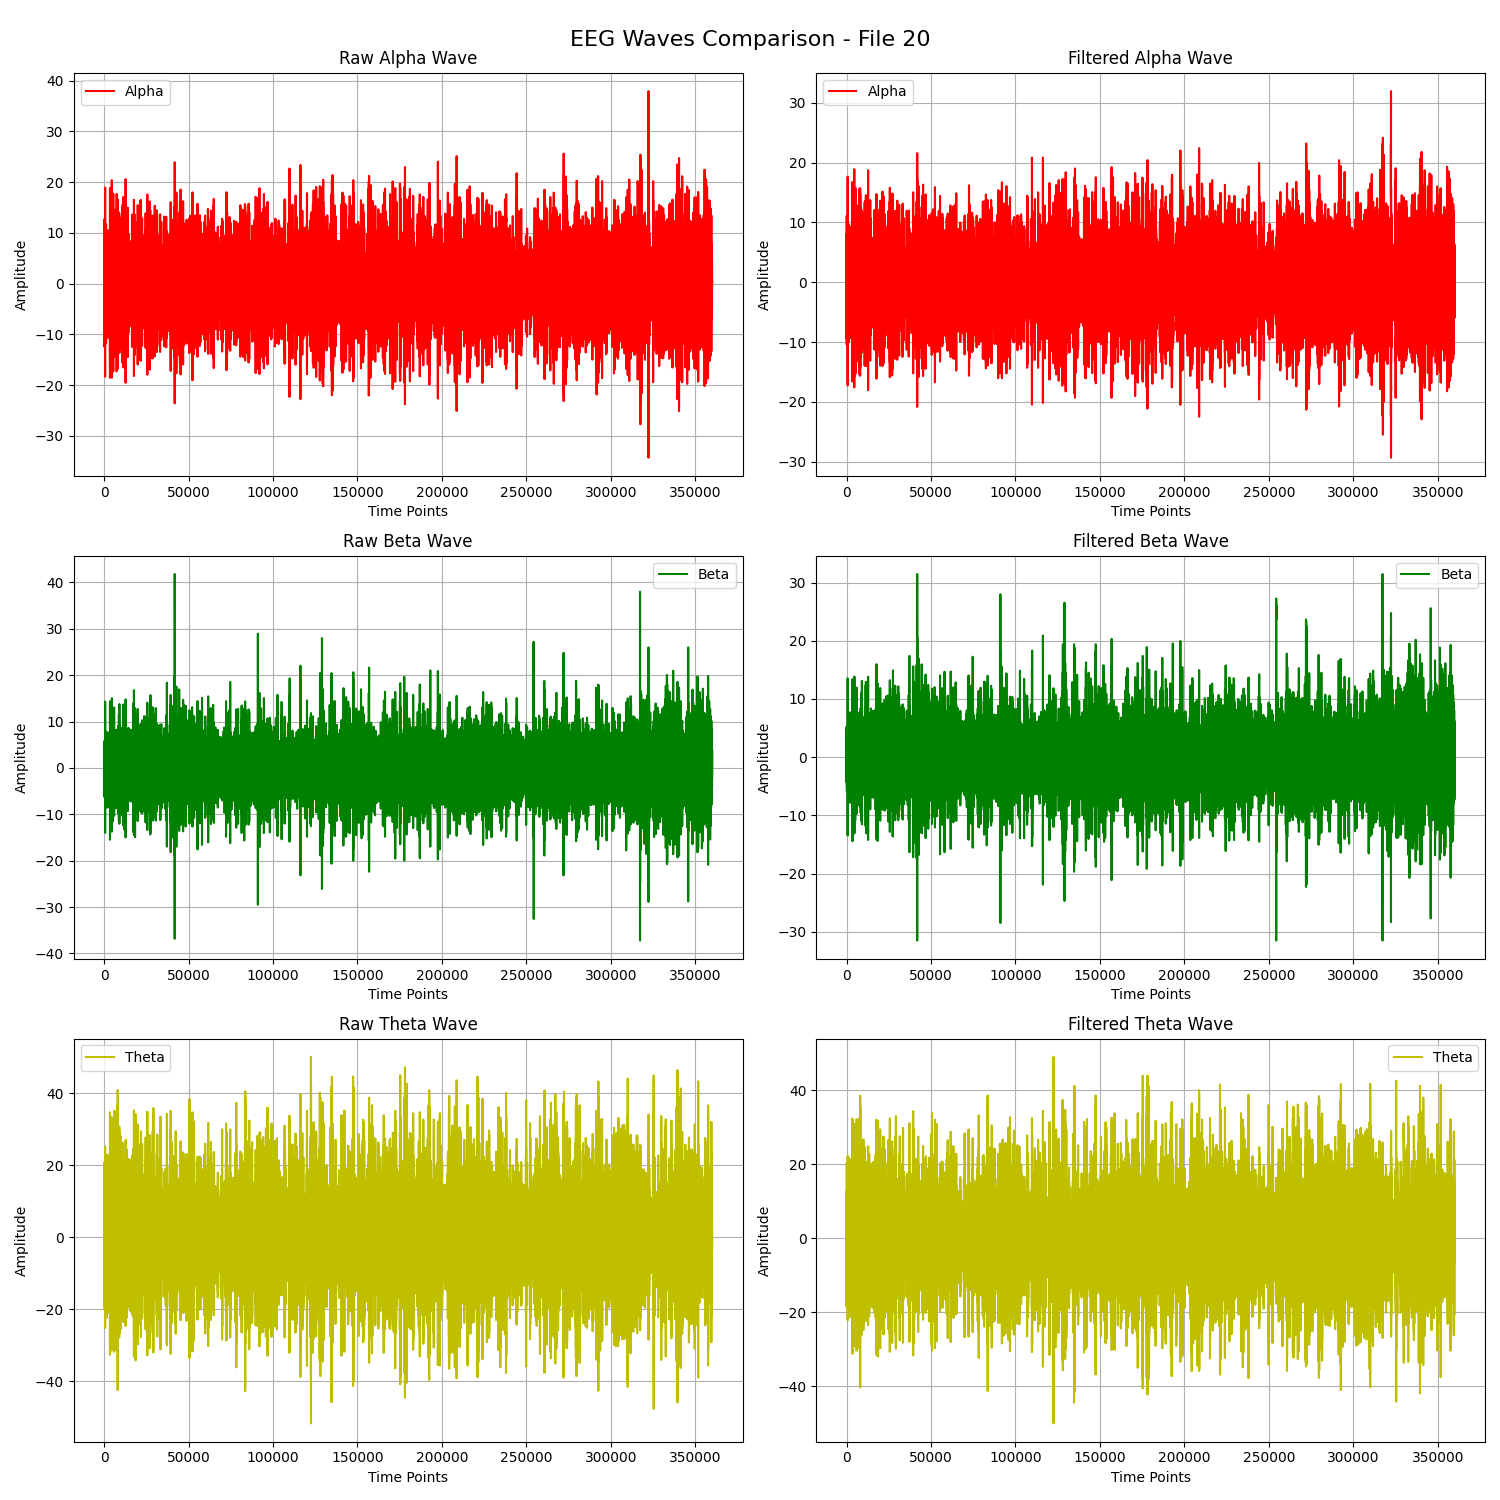 EEG Waves Comparison - File 20
Raw Alpha Wave
Alpha
40
30
20
10
0
−10
−20
−30
Amplitude
0 50000 100000 150000 200000 250000 300000 350000
Time Points
Filtered Alpha Wave
Alpha
30
20
10
0
−10
−20
−30
Amplitude
0 50000 100000 150000 200000 250000 300000 350000
Time Points
Raw Beta Wave
Beta
40
30
20
10
0
−10
−20
−30
−40
Amplitude
0 50000 100000 150000 200000 250000 300000 350000
Time Points
Filtered Beta Wave
Beta
30
20
10
0
−10
−20
−30
Amplitude
0 50000 100000 150000 200000 250000 300000 350000
Time Points
Raw Theta Wave
Theta
40
20
0
−20
−40
Amplitude
0 50000 100000 150000 200000 250000 300000 350000
Time Points
Filtered Theta Wave
Theta
40
20
0
−20
−40
Amplitude
0 50000 100000 150000 200000 250000 300000 350000
Time Points